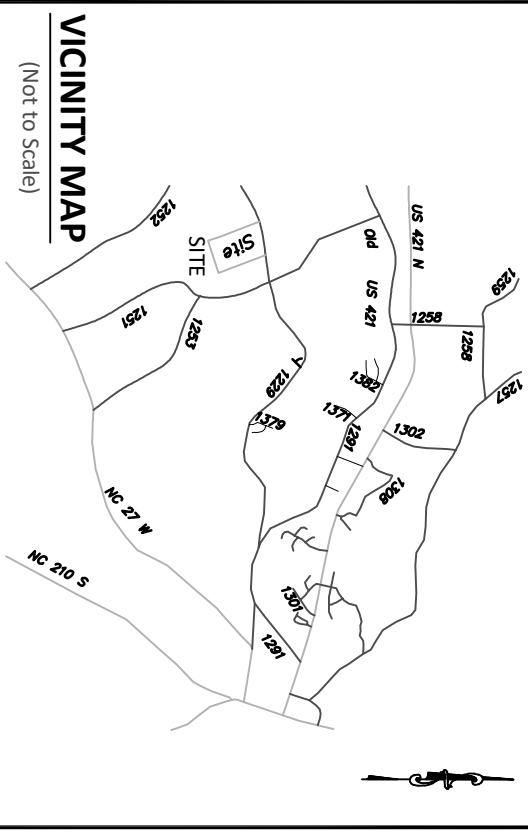 VICINITY MAP
(Not to Scale)
1252
Site
SITE
1251
1253
Old US 421
US 421 N
1259
1258
1258
1257
1382
1371
1291
1302
1229
1379
1308
NC 27 W
NC 210 S
1301
1291